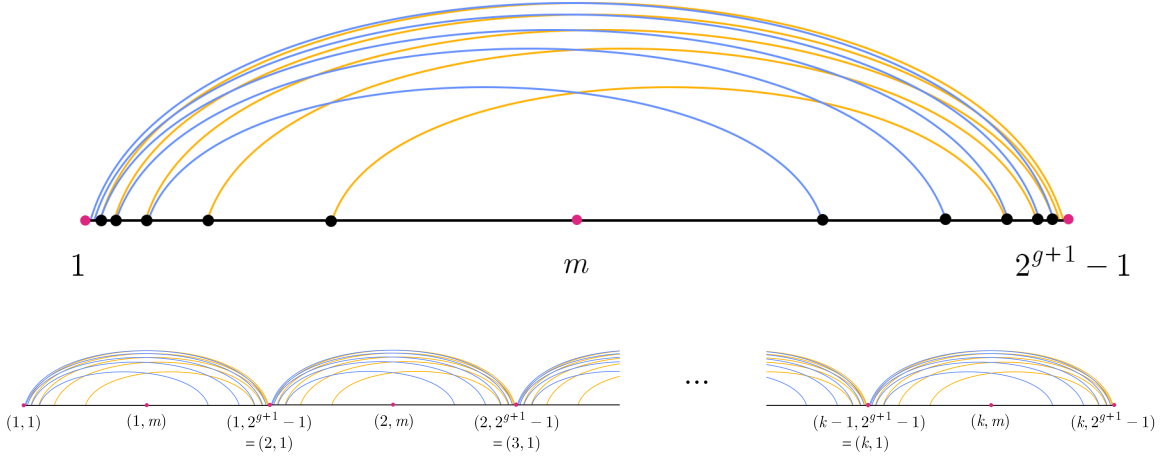 1 m 2^{g+1} − 1
...
(1, 1) (1, m) (1, 2^{g+1} − 1) (2, m) (2, 2^{g+1} − 1) (k − 1, 2^{g+1} − 1) (k, m) (k, 2^{g+1} − 1)
= (2, 1) = (3, 1) = (k, 1)